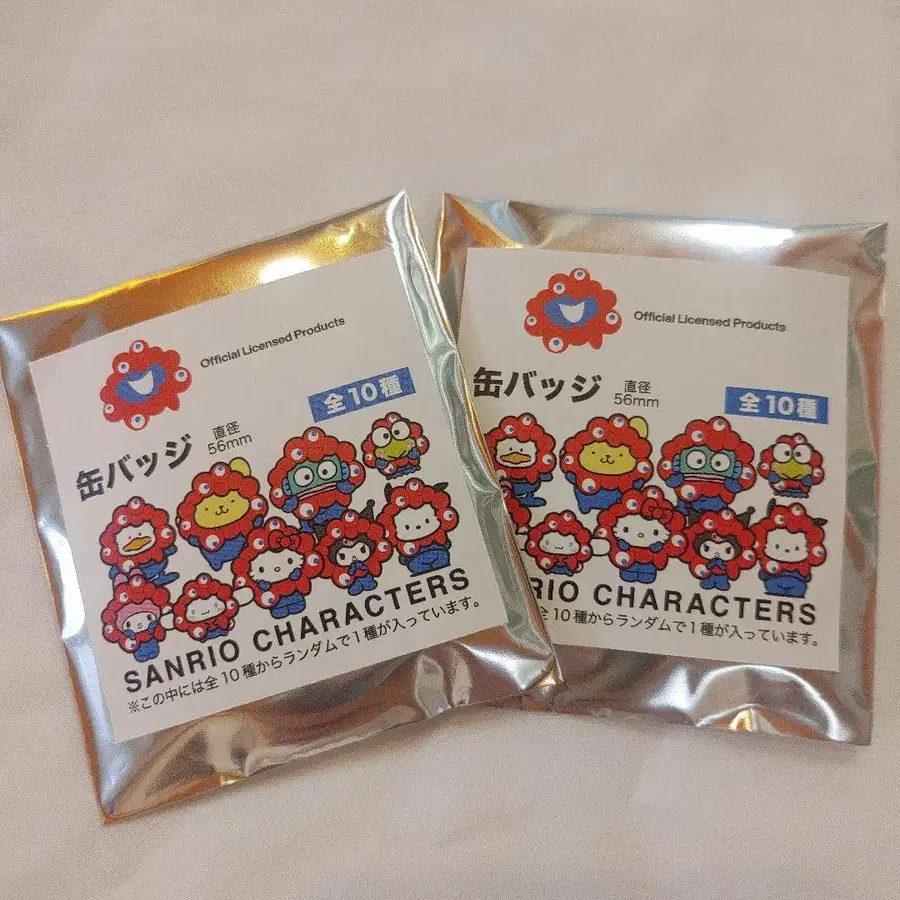 Official Licensed Products
缶バッジ 直径 56mm
全10種
SANRIO CHARACTERS
※この中には全10種からランダムで1種が入っています。
Official Licensed Products
缶バッジ 直径 56mm
全10種
RIO CHARACTERS
全10種からランダムで1種が入っています。